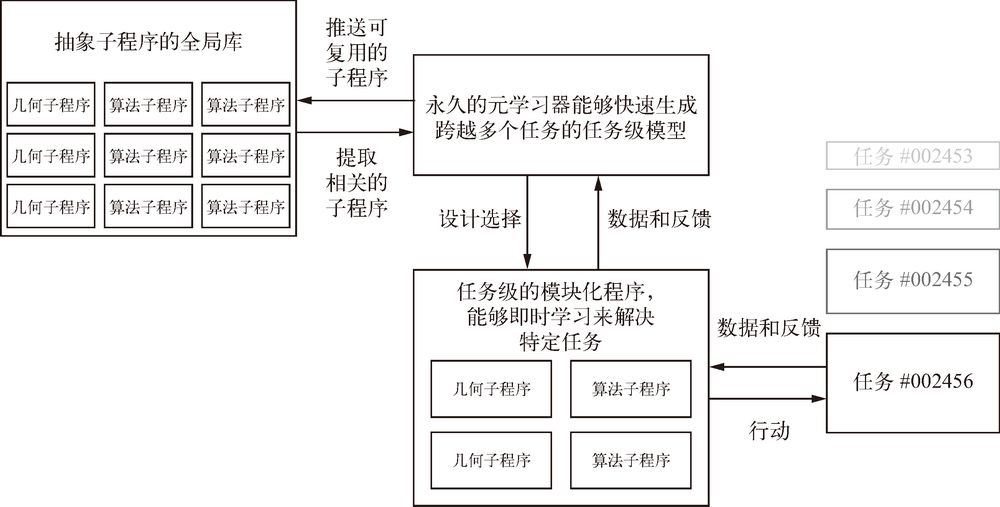 抽象子程序的全局库
几何子程序 算法子程序 算法子程序
几何子程序 算法子程序 算法子程序
几何子程序 算法子程序 算法子程序
推送可
复用的
子程序
提取
相关的
子程序
永久的元学习器能够快速生成
跨越多个任务的任务级模型
设计选择
数据和反馈
任务级的模块化程序，
能够即时学习来解决
特定任务
几何子程序 算法子程序
几何子程序 算法子程序
数据和反馈
行动
任务 #002453
任务 #002454
任务 #002455
任务 #002456